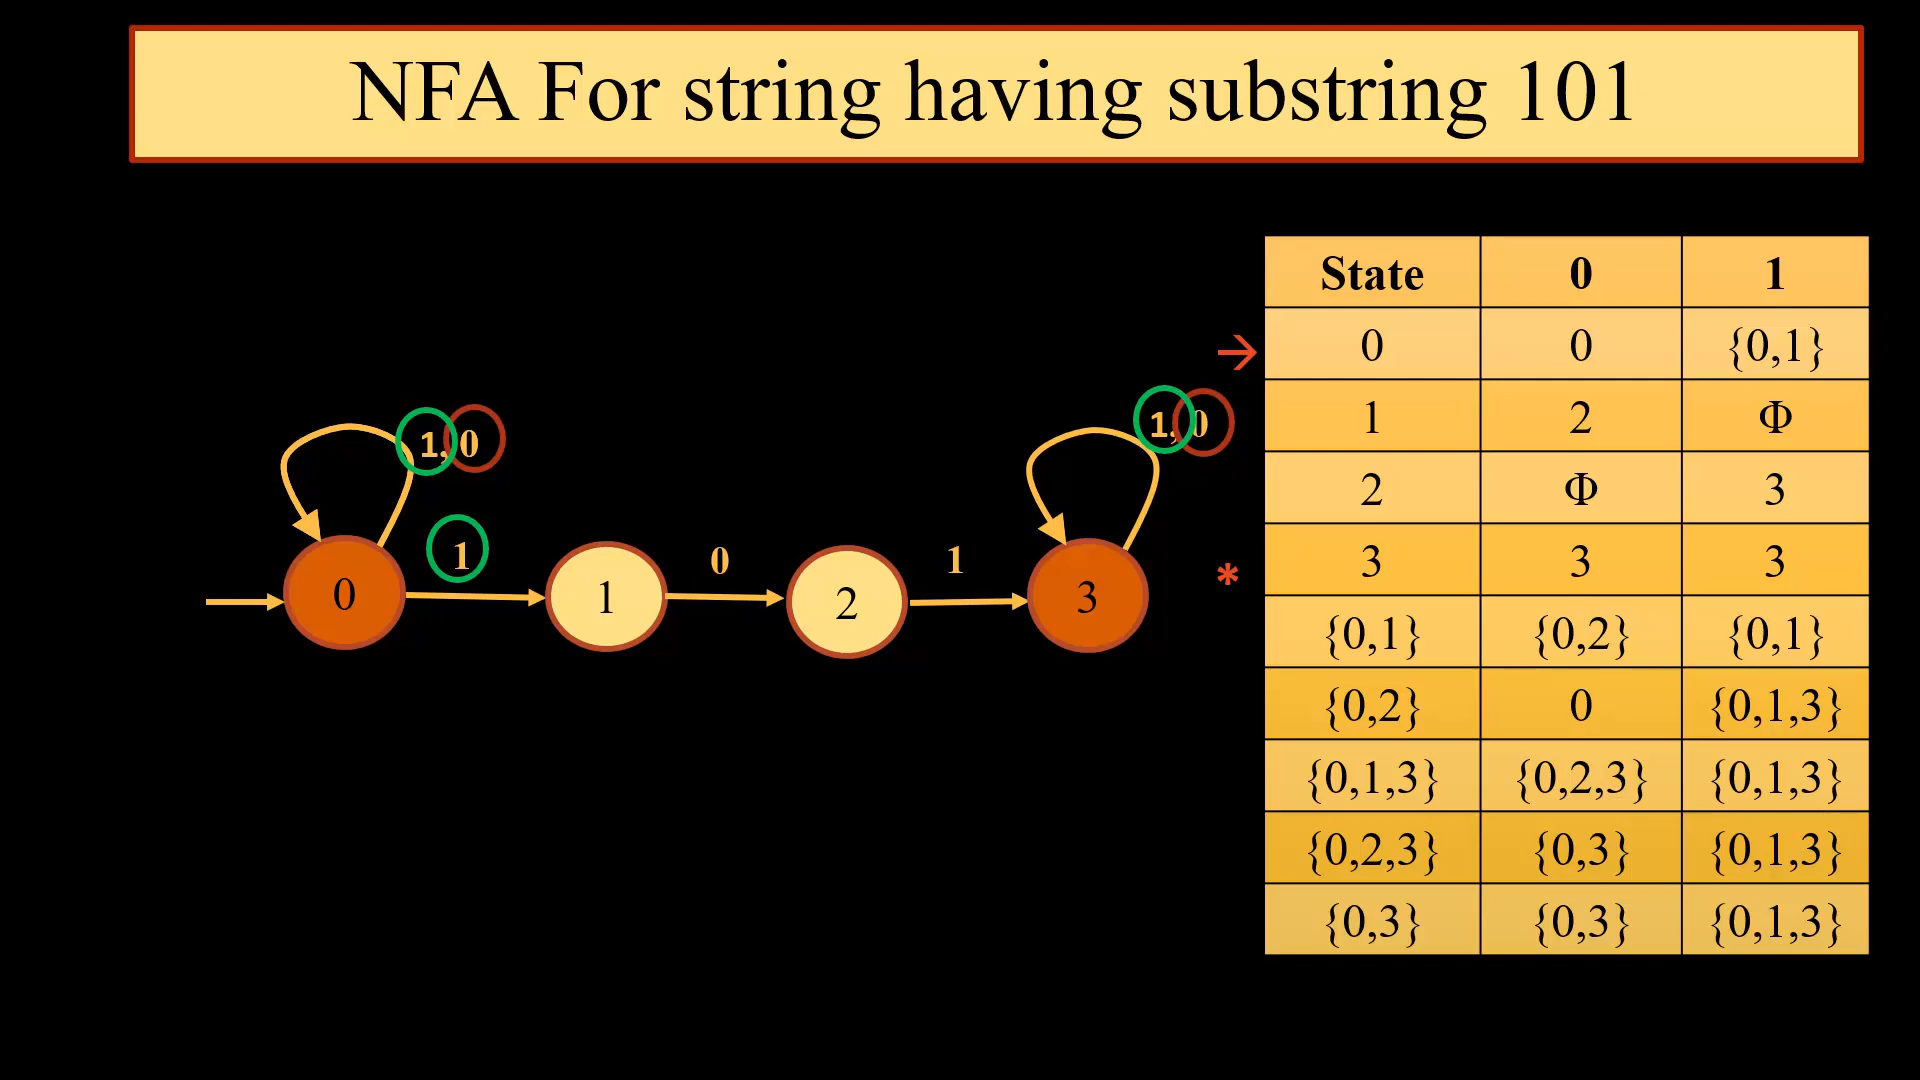 NFA For string having substring 101
State 0 1
→ 0 0 {0,1}
1 2 Φ
2 Φ 3
* 3 3 3
{0,1} {0,2} {0,1}
{0,2} 0 {0,1,3}
{0,1,3} {0,2,3} {0,1,3}
{0,2,3} {0,3} {0,1,3}
{0,3} {0,3} {0,1,3}
1,0
1,0
1
0
1
0
1
2
3